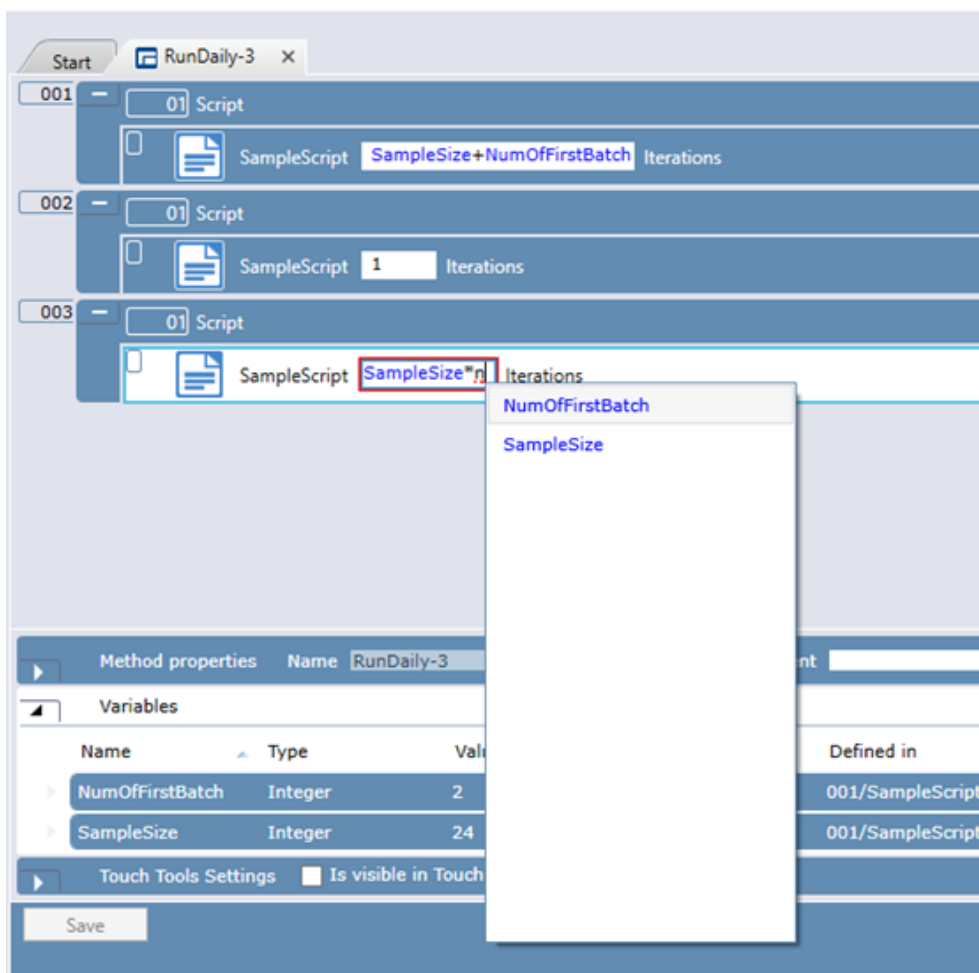 Start RunDaily-3 ×
001 01 Script
SampleScript SampleSize+NumOfFirstBatch Iterations
002 01 Script
SampleScript 1 Iterations
003 01 Script
SampleScript SampleSize*n Iterations
NumOfFirstBatch
SampleSize
Method properties Name RunDaily-3 nt
Variables
Name Type Valu Defined in
NumOfFirstBatch Integer 2 001/SampleScript
SampleSize Integer 24 001/SampleScript
Touch Tools Settings Is visible in Touch
Save